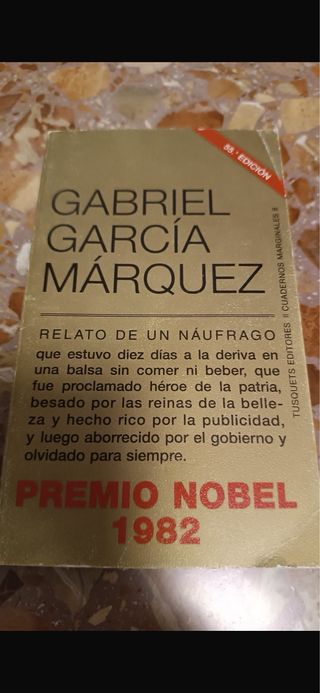 55.ª EDICIÓN
GABRIEL
GARCÍA
MÁRQUEZ
RELATO DE UN NÁUFRAGO
que estuvo diez días a la deriva en
una balsa sin comer ni beber, que
fue proclamado héroe de la patria,
besado por las reinas de la belle-
za y hecho rico por la publicidad,
y luego aborrecido por el gobierno y
olvidado para siempre.
PREMIO NOBEL
1982
TUSQUETS EDITORES // CUADERNOS MARGINALES 8